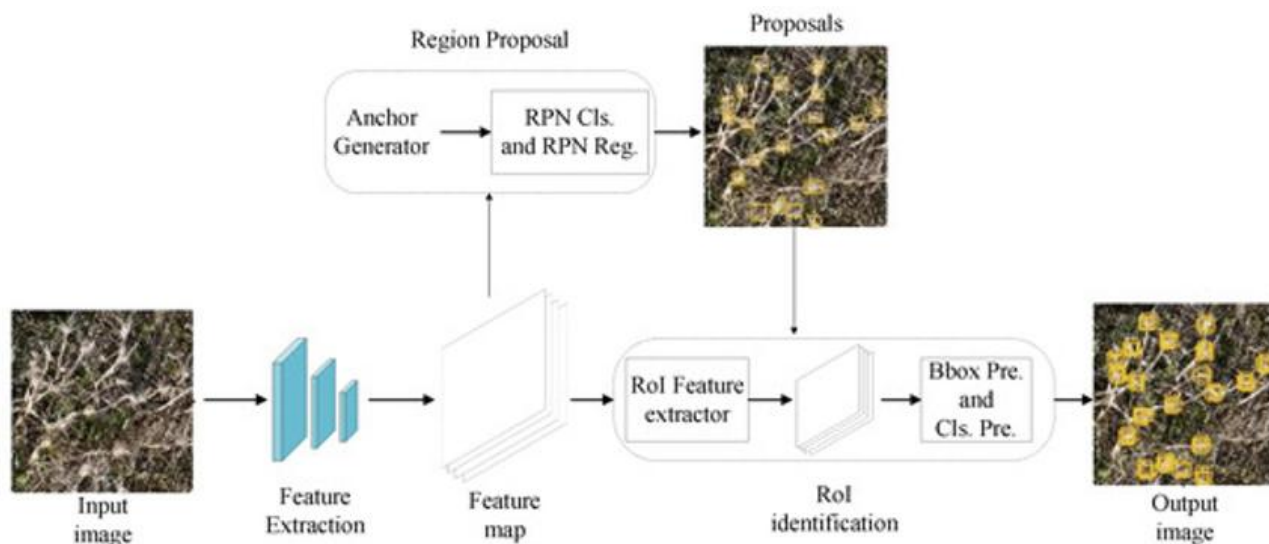 Proposals
Region Proposal
Anchor
Generator
RPN Cls.
and RPN Reg.
RoI Feature
extractor
Bbox Pre.
and
Cls. Pre.
Input
image
Feature
Extraction
Feature
map
RoI
identification
Output
image